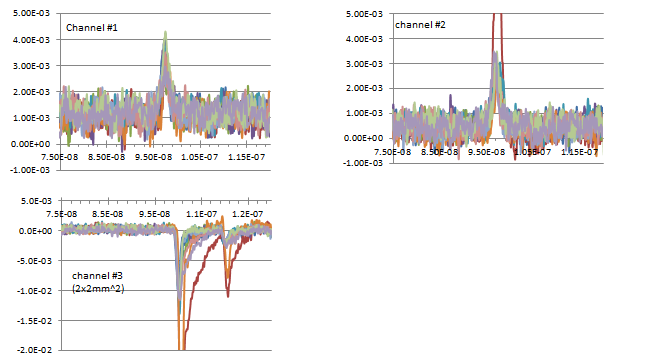 5.00E-03
Channel #1
4.00E-03
3.00E-03
2.00E-03
1.00E-03
0.00E+00
7.50E-08 8.50E-08 9.50E-08 1.05E-07 1.15E-07
-1.00E-03
5.00E-03
channel #2
4.00E-03
3.00E-03
2.00E-03
1.00E-03
0.00E+00
7.50E-08 8.50E-08 9.50E-08 1.05E-07 1.15E-07
-1.00E-03
5.0E-03
7.5E-08 8.5E-08 9.5E-08 1.1E-07 1.2E-07
0.0E+00
-5.0E-03
channel #3
(2x2mm^2)
-1.0E-02
-1.5E-02
-2.0E-02